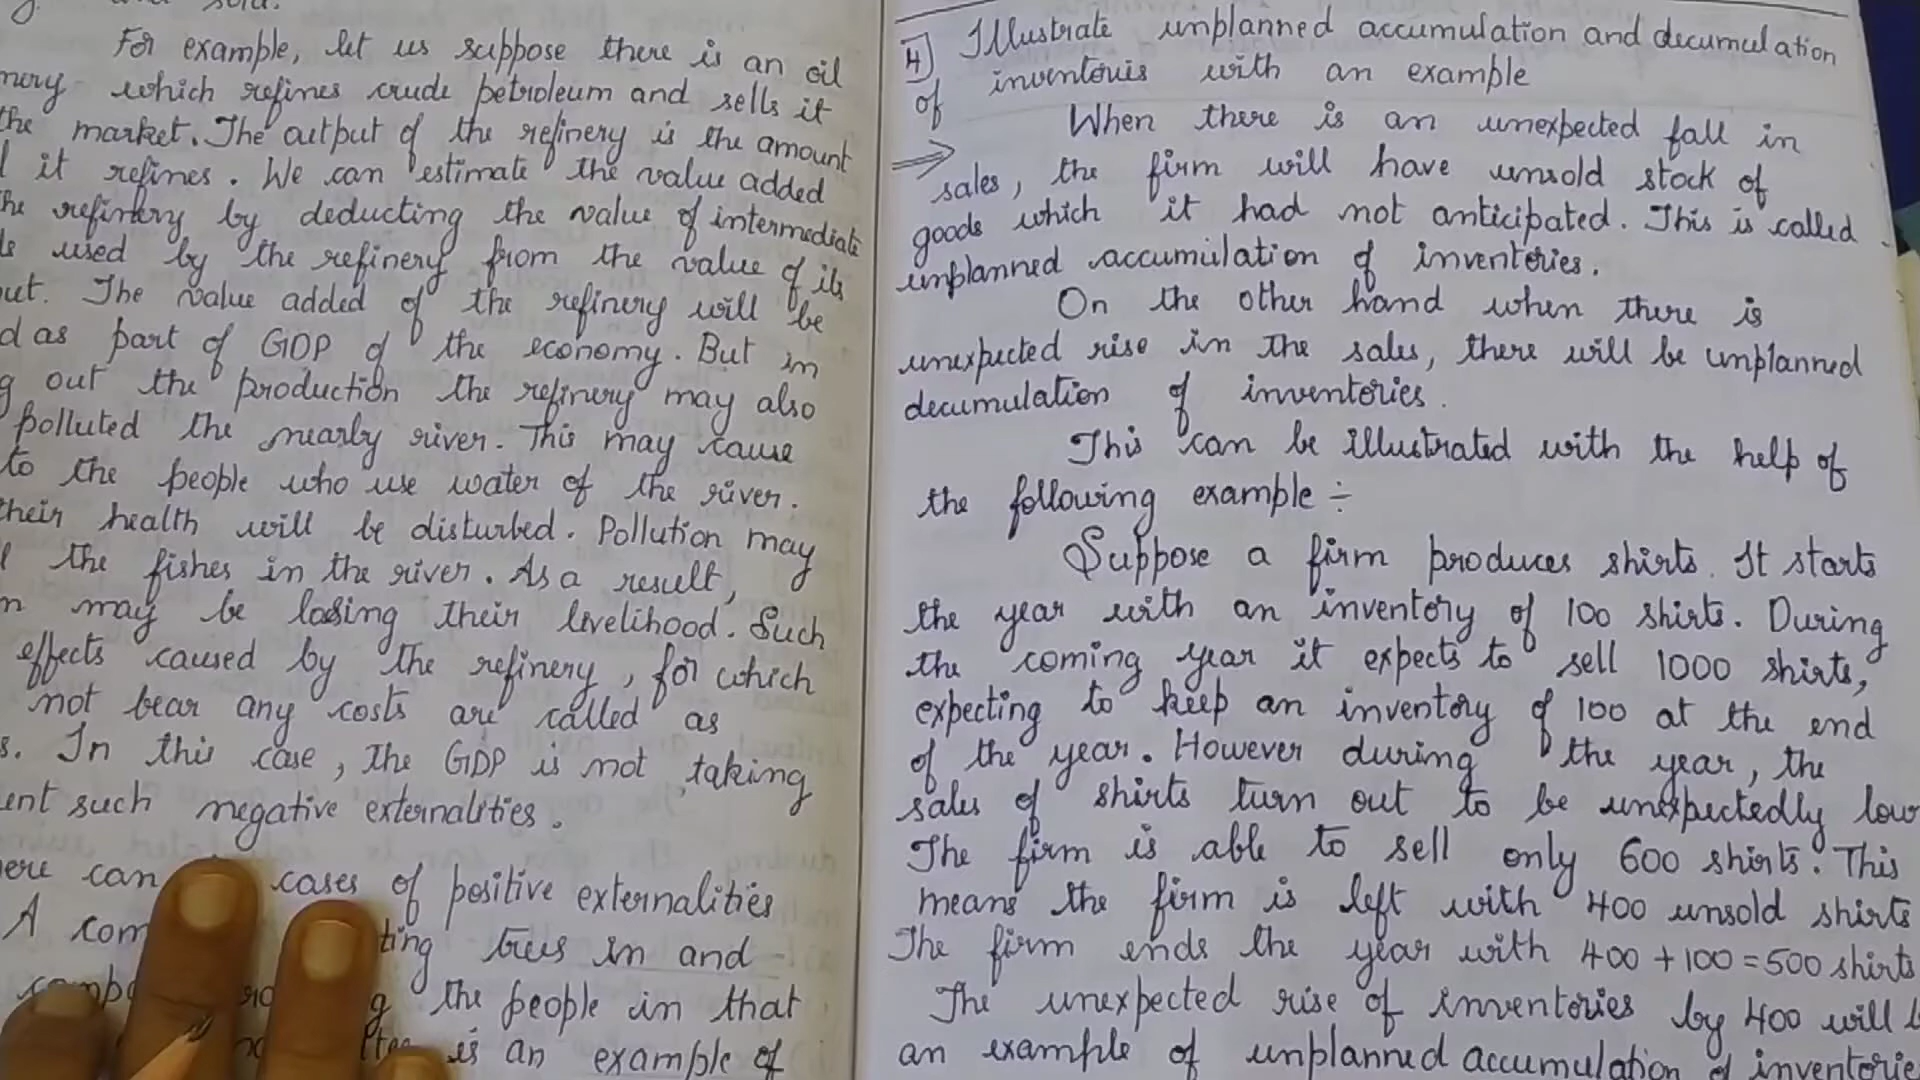 For example, let us suppose there is an oil
which refines crude petroleum and sells it
the market. The output of the refinery is the amount
it refines. We can estimate the value added
the refinery by deducting the value of intermediate
used by the refinery from the value of its
The value added of the refinery will be
as part of GDP of the economy. But in
out the production the refinery may also
polluted the nearly river. This may cause
to the people who use water of the river.
their health will be disturbed. Pollution may
the fishes in the river. As a result,
may be losing their livelihood. Such
effects caused by the refinery, for which
not bear any costs are called as
In this case, the GDP is not taking
such negative externalities.
can cases of positive externalities
A trees in and
the people in that
is an example of
4] Illustrate unplanned accumulation and decumulation
of inventouis with an example
When there is an unexpected fall in
sales, the firm will have unsold stock of
goods which it had not anticipated. This is called
unplanned accumulation of inventories.
On the other hand when there is
unexpected rise in the sales, there will be unplanned
decumulation of inventories.
This can be illustrated with the help of
the following example ÷
Suppose a firm produces shirts. It starts
the year with an inventory of 100 shirts. During
the coming year it expects to sell 1000 shirts,
expecting to keep an inventory of 100 at the end
of the year. However during the year, the
sales of shirts turn out to be unexpectedly low
The firm is able to sell only 600 shirts. This
means the firm is left with 400 unsold shirts
The firm ends the year with 400 + 100 = 500 shirts
The unexpected rise of inventories by 400 will
an example of unplanned accumulation of inventorie